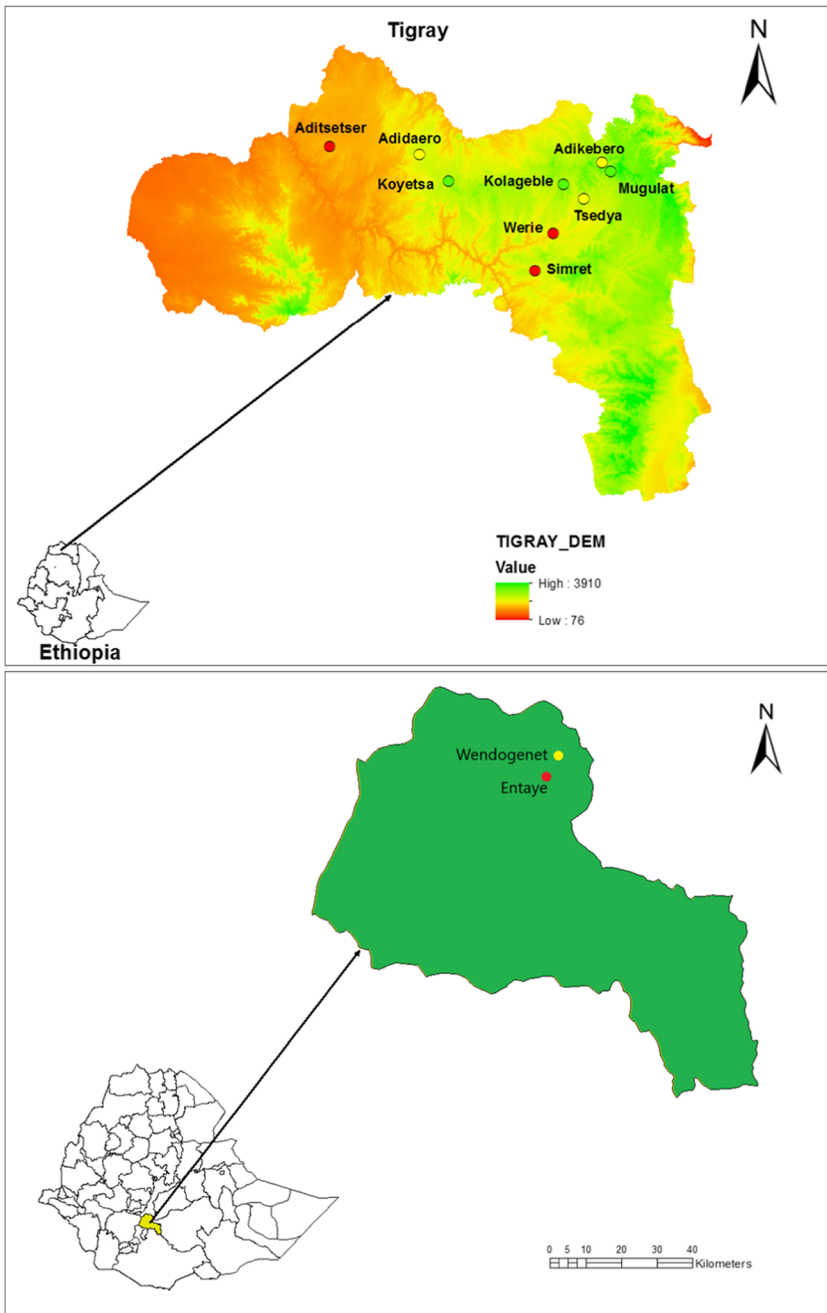 Tigray
N
Aditsetser
Adidaero
Adikebero
Koyetsa
Kolageble
Mugulat
Tsedya
Werie
Simret
TIGRAY_DEM
Value
High : 3910
Low : 76
Ethiopia
N
Wendogenet
Entaye
0 5 10 20 30 40
Kilometers